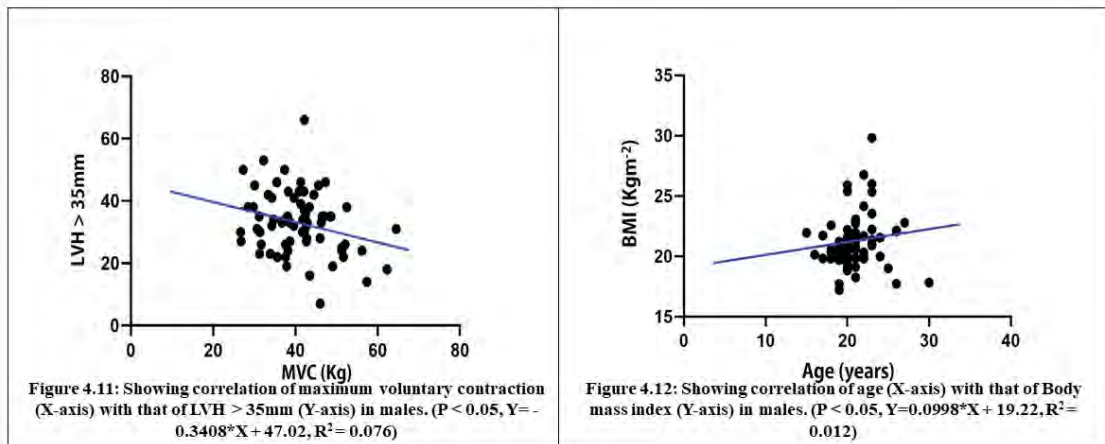 80
60
40
20
0
0 20 40 60 80
LVH > 35mm
MVC (Kg)
Figure 4.11: Showing correlation of maximum voluntary contraction
(X-axis) with that of LVH > 35mm (Y-axis) in males. (P < 0.05, Y= -
0.3408*X + 47.02, R² = 0.076)
35
30
25
20
15
0 10 20 30 40
BMI (Kgm⁻²)
Age (years)
Figure 4.12: Showing correlation of age (X-axis) with that of Body
mass index (Y-axis) in males. (P < 0.05, Y=0.0998*X + 19.22, R² =
0.012)